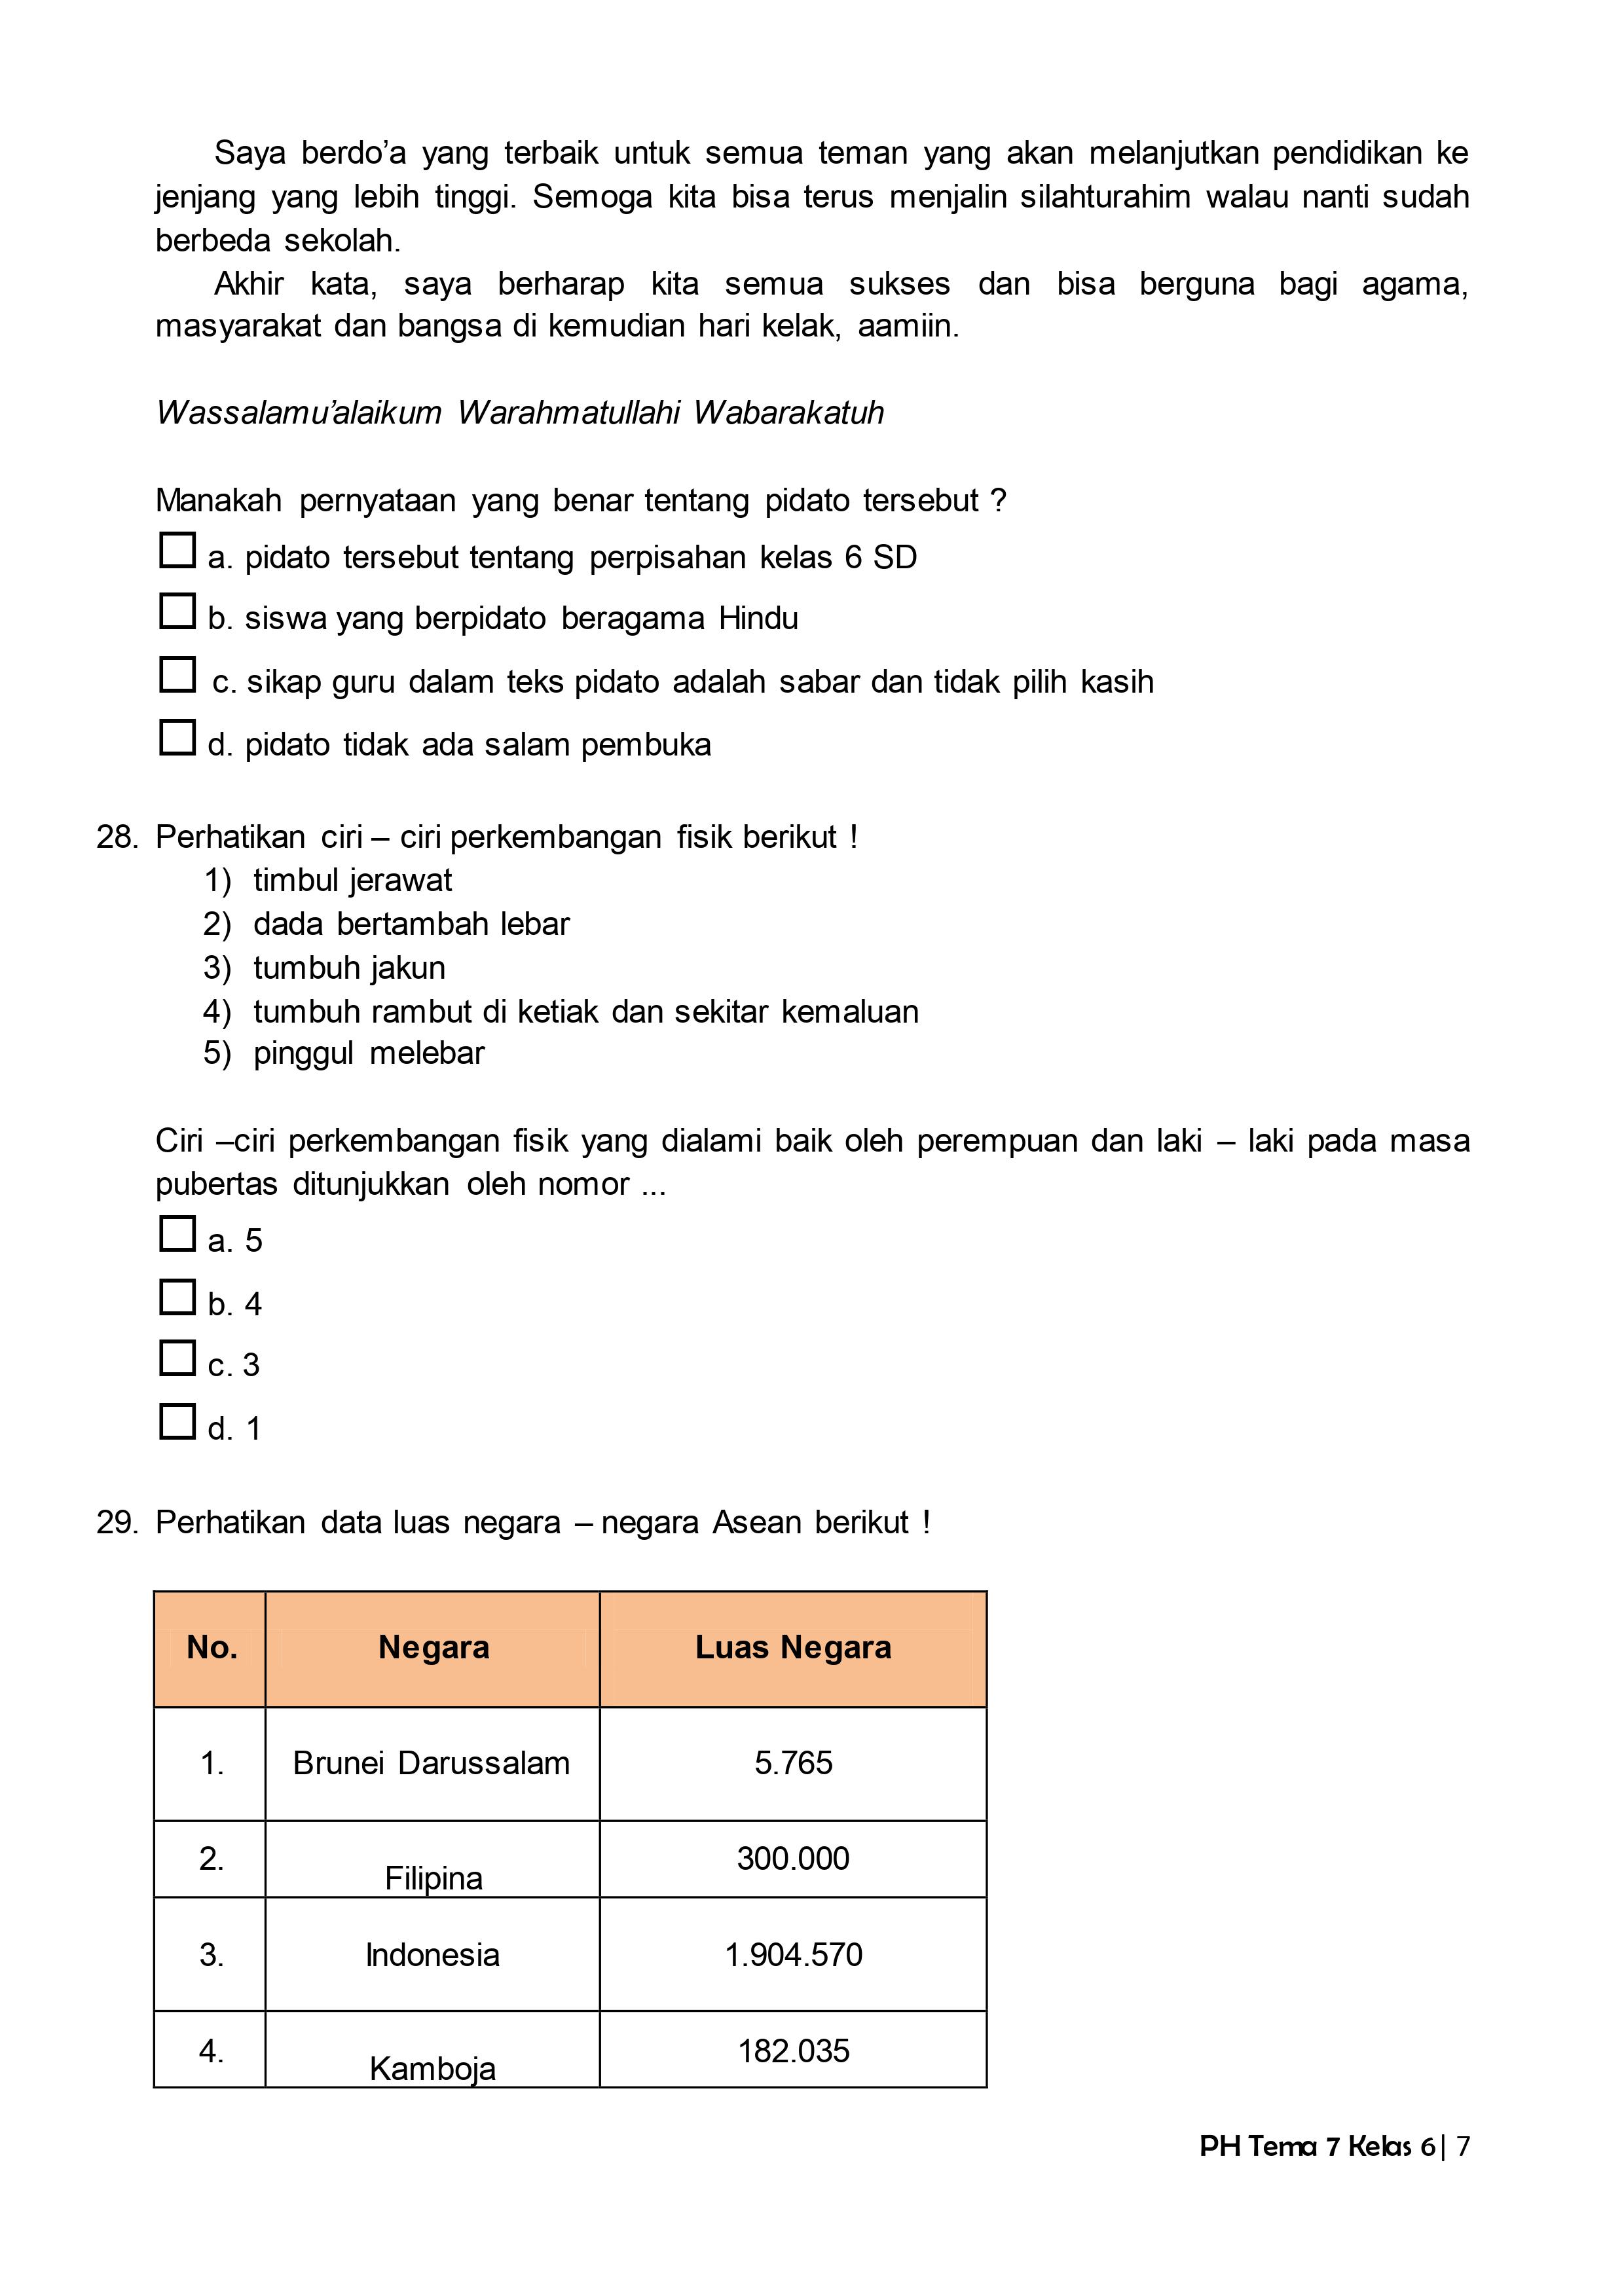 Saya berdo’a yang terbaik untuk semua teman yang akan melanjutkan pendidikan ke
jenjang yang lebih tinggi. Semoga kita bisa terus menjalin silahturahim walau nanti sudah
berbeda sekolah.
Akhir kata, saya berharap kita semua sukses dan bisa berguna bagi agama,
masyarakat dan bangsa di kemudian hari kelak, aamiin.
Wassalamu’alaikum Warahmatullahi Wabarakatuh
Manakah pernyataan yang benar tentang pidato tersebut ?
a. pidato tersebut tentang perpisahan kelas 6 SD
b. siswa yang berpidato beragama Hindu
c. sikap guru dalam teks pidato adalah sabar dan tidak pilih kasih
d. pidato tidak ada salam pembuka
28. Perhatikan ciri – ciri perkembangan fisik berikut !
1) timbul jerawat
2) dada bertambah lebar
3) tumbuh jakun
4) tumbuh rambut di ketiak dan sekitar kemaluan
5) pinggul melebar
Ciri –ciri perkembangan fisik yang dialami baik oleh perempuan dan laki – laki pada masa
pubertas ditunjukkan oleh nomor ...
a. 5
b. 4
c. 3
d. 1
29. Perhatikan data luas negara – negara Asean berikut !
No. Negara Luas Negara
1. Brunei Darussalam 5.765
2. Filipina 300.000
3. Indonesia 1.904.570
4. Kamboja 182.035
PH Tema 7 Kelas 6| 7